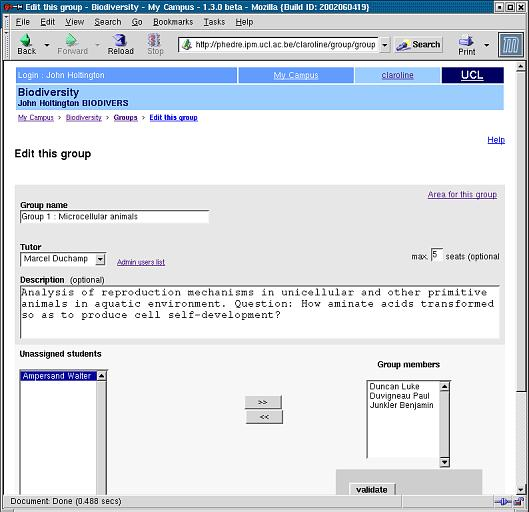 Edit this group - Biodiversity - My Campus - 1.3.0 beta - Mozilla {Build ID: 2002060419}
File Edit View Search Go Bookmarks Tasks Help
Back Forward Reload Stop http://phedre.ipm.ucl.ac.be/claroline/group/group Search Print
Login : John Holtington My Campus claroline UCL
Biodiversity
John Holtington BIODIVERS
My Campus > Biodiversity > Groups > Edit this group
Help
Edit this group
Area for this group
Group name
Group 1 : Microcellular animals
Tutor
Marcel Duchamp Admin users list max. 5 seats (optional
Description (optional)
Analysis of reproduction mechanisms in unicellular and other primitive
animals in aquatic environment. Question: How aminate acids transformed
so as to produce cell self-development?
Unassigned students
Group members
Ampersand Walter
Duncan Luke
Duvigneau Paul
Junkler Benjamin
>>
<<
validate
Document: Done (0.488 secs)